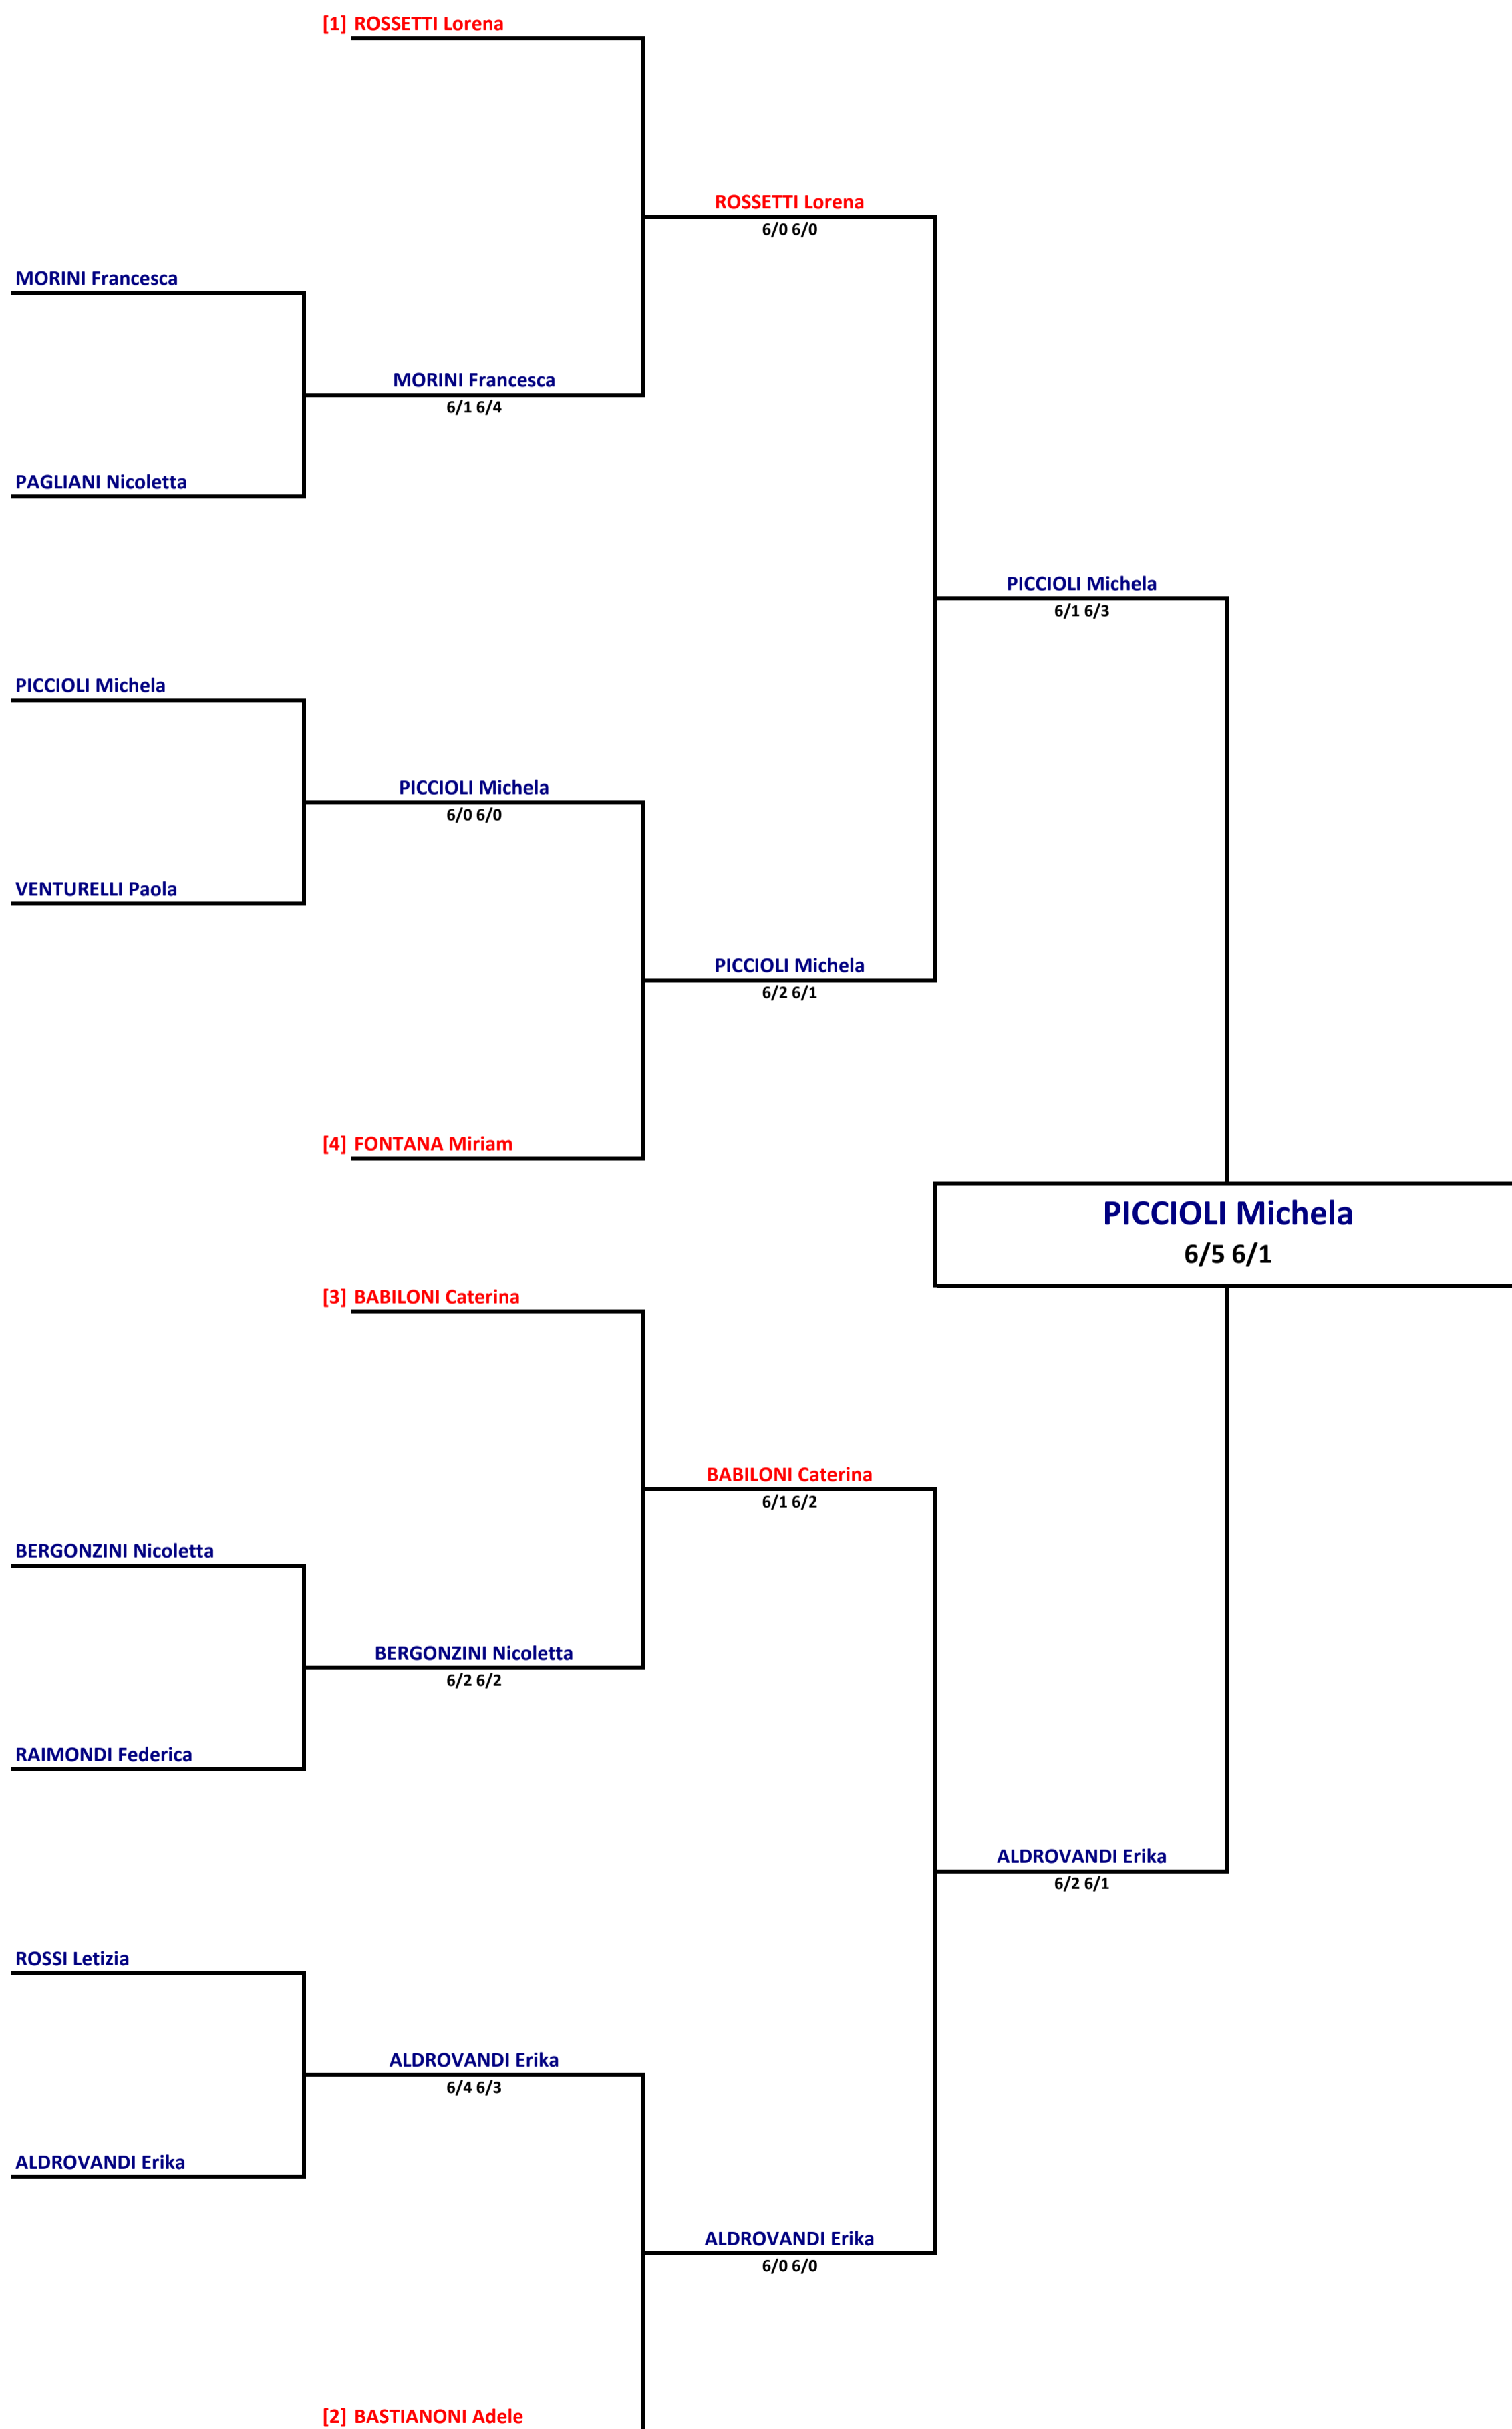 [1] ROSSETTI Lorena
ROSSETTI Lorena
6/0 6/0
MORINI Francesca
MORINI Francesca
6/1 6/4
PAGLIANI Nicoletta
PICCIOLI Michela
6/1 6/3
PICCIOLI Michela
PICCIOLI Michela
6/0 6/0
VENTURELLI Paola
PICCIOLI Michela
6/2 6/1
[4] FONTANA Miriam
PICCIOLI Michela
6/5 6/1
[3] BABILONI Caterina
BABILONI Caterina
6/1 6/2
BERGONZINI Nicoletta
BERGONZINI Nicoletta
6/2 6/2
RAIMONDI Federica
ALDROVANDI Erika
6/2 6/1
ROSSI Letizia
ALDROVANDI Erika
6/4 6/3
ALDROVANDI Erika
ALDROVANDI Erika
6/0 6/0
[2] BASTIANONI Adele